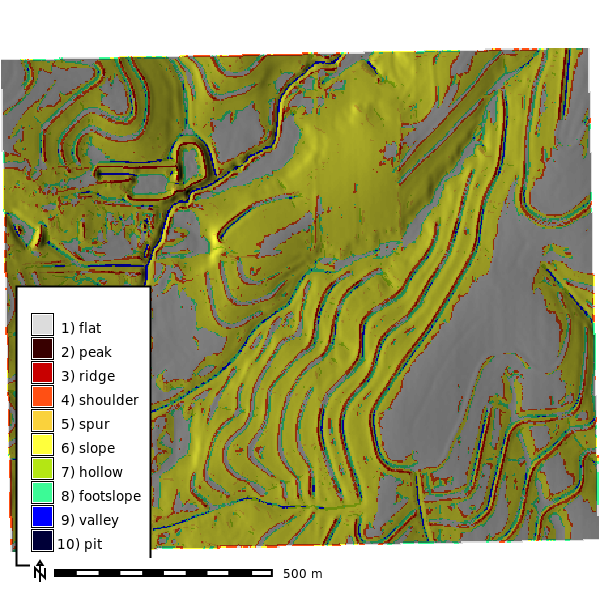 1) flat
2) peak
3) ridge
4) shoulder
5) spur
6) slope
7) hollow
8) footslope
9) valley
10) pit
N 500 m